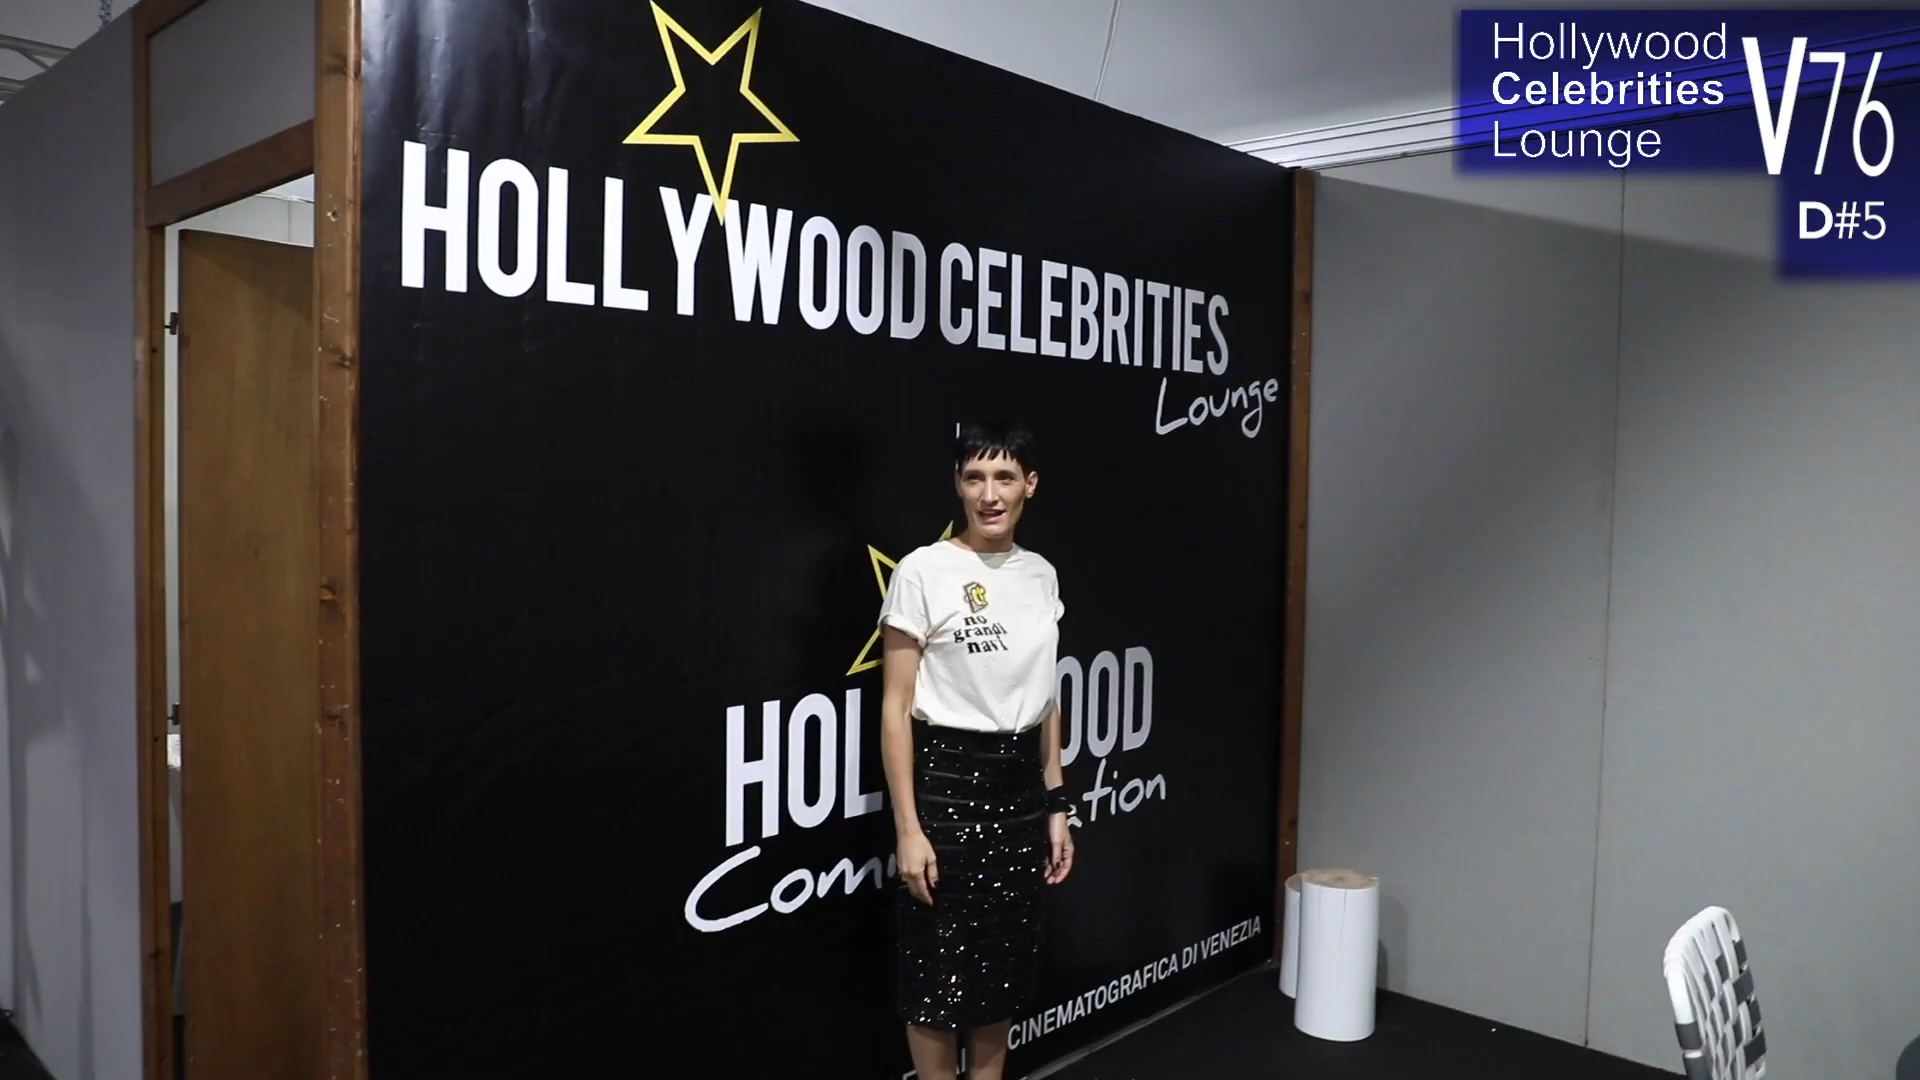 Hollywood
Celebrities
Lounge
V76
D#5
HOLLYWOOD CELEBRITIES
Lounge
no
grandi
navi
HOL OOD
Com ation
CINEMATOGRAFICA DI VENEZIA